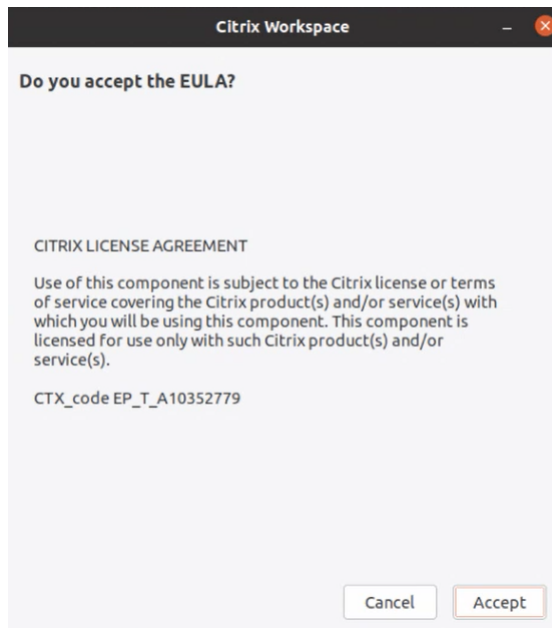 Citrix Workspace
Do you accept the EULA?
CITRIX LICENSE AGREEMENT
Use of this component is subject to the Citrix license or terms
of service covering the Citrix product(s) and/or service(s) with
which you will be using this component. This component is
licensed for use only with such Citrix product(s) and/or
service(s).
CTX_code EP_T_A10352779
Cancel Accept